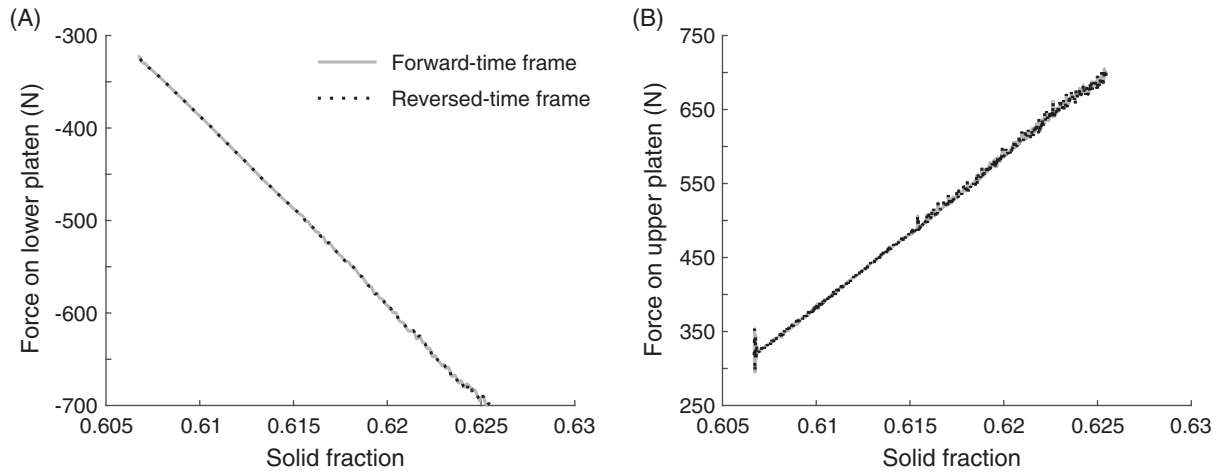 (A)
-300
-400
-500
-600
-700
0.605
0.61
0.615
0.62
0.625
0.63
Solid fraction
Force on lower platen (N)
Forward-time frame
Reversed-time frame
(B)
750
650
550
450
350
250
0.605
0.61
0.615
0.62
0.625
0.63
Solid fraction
Force on upper platen (N)